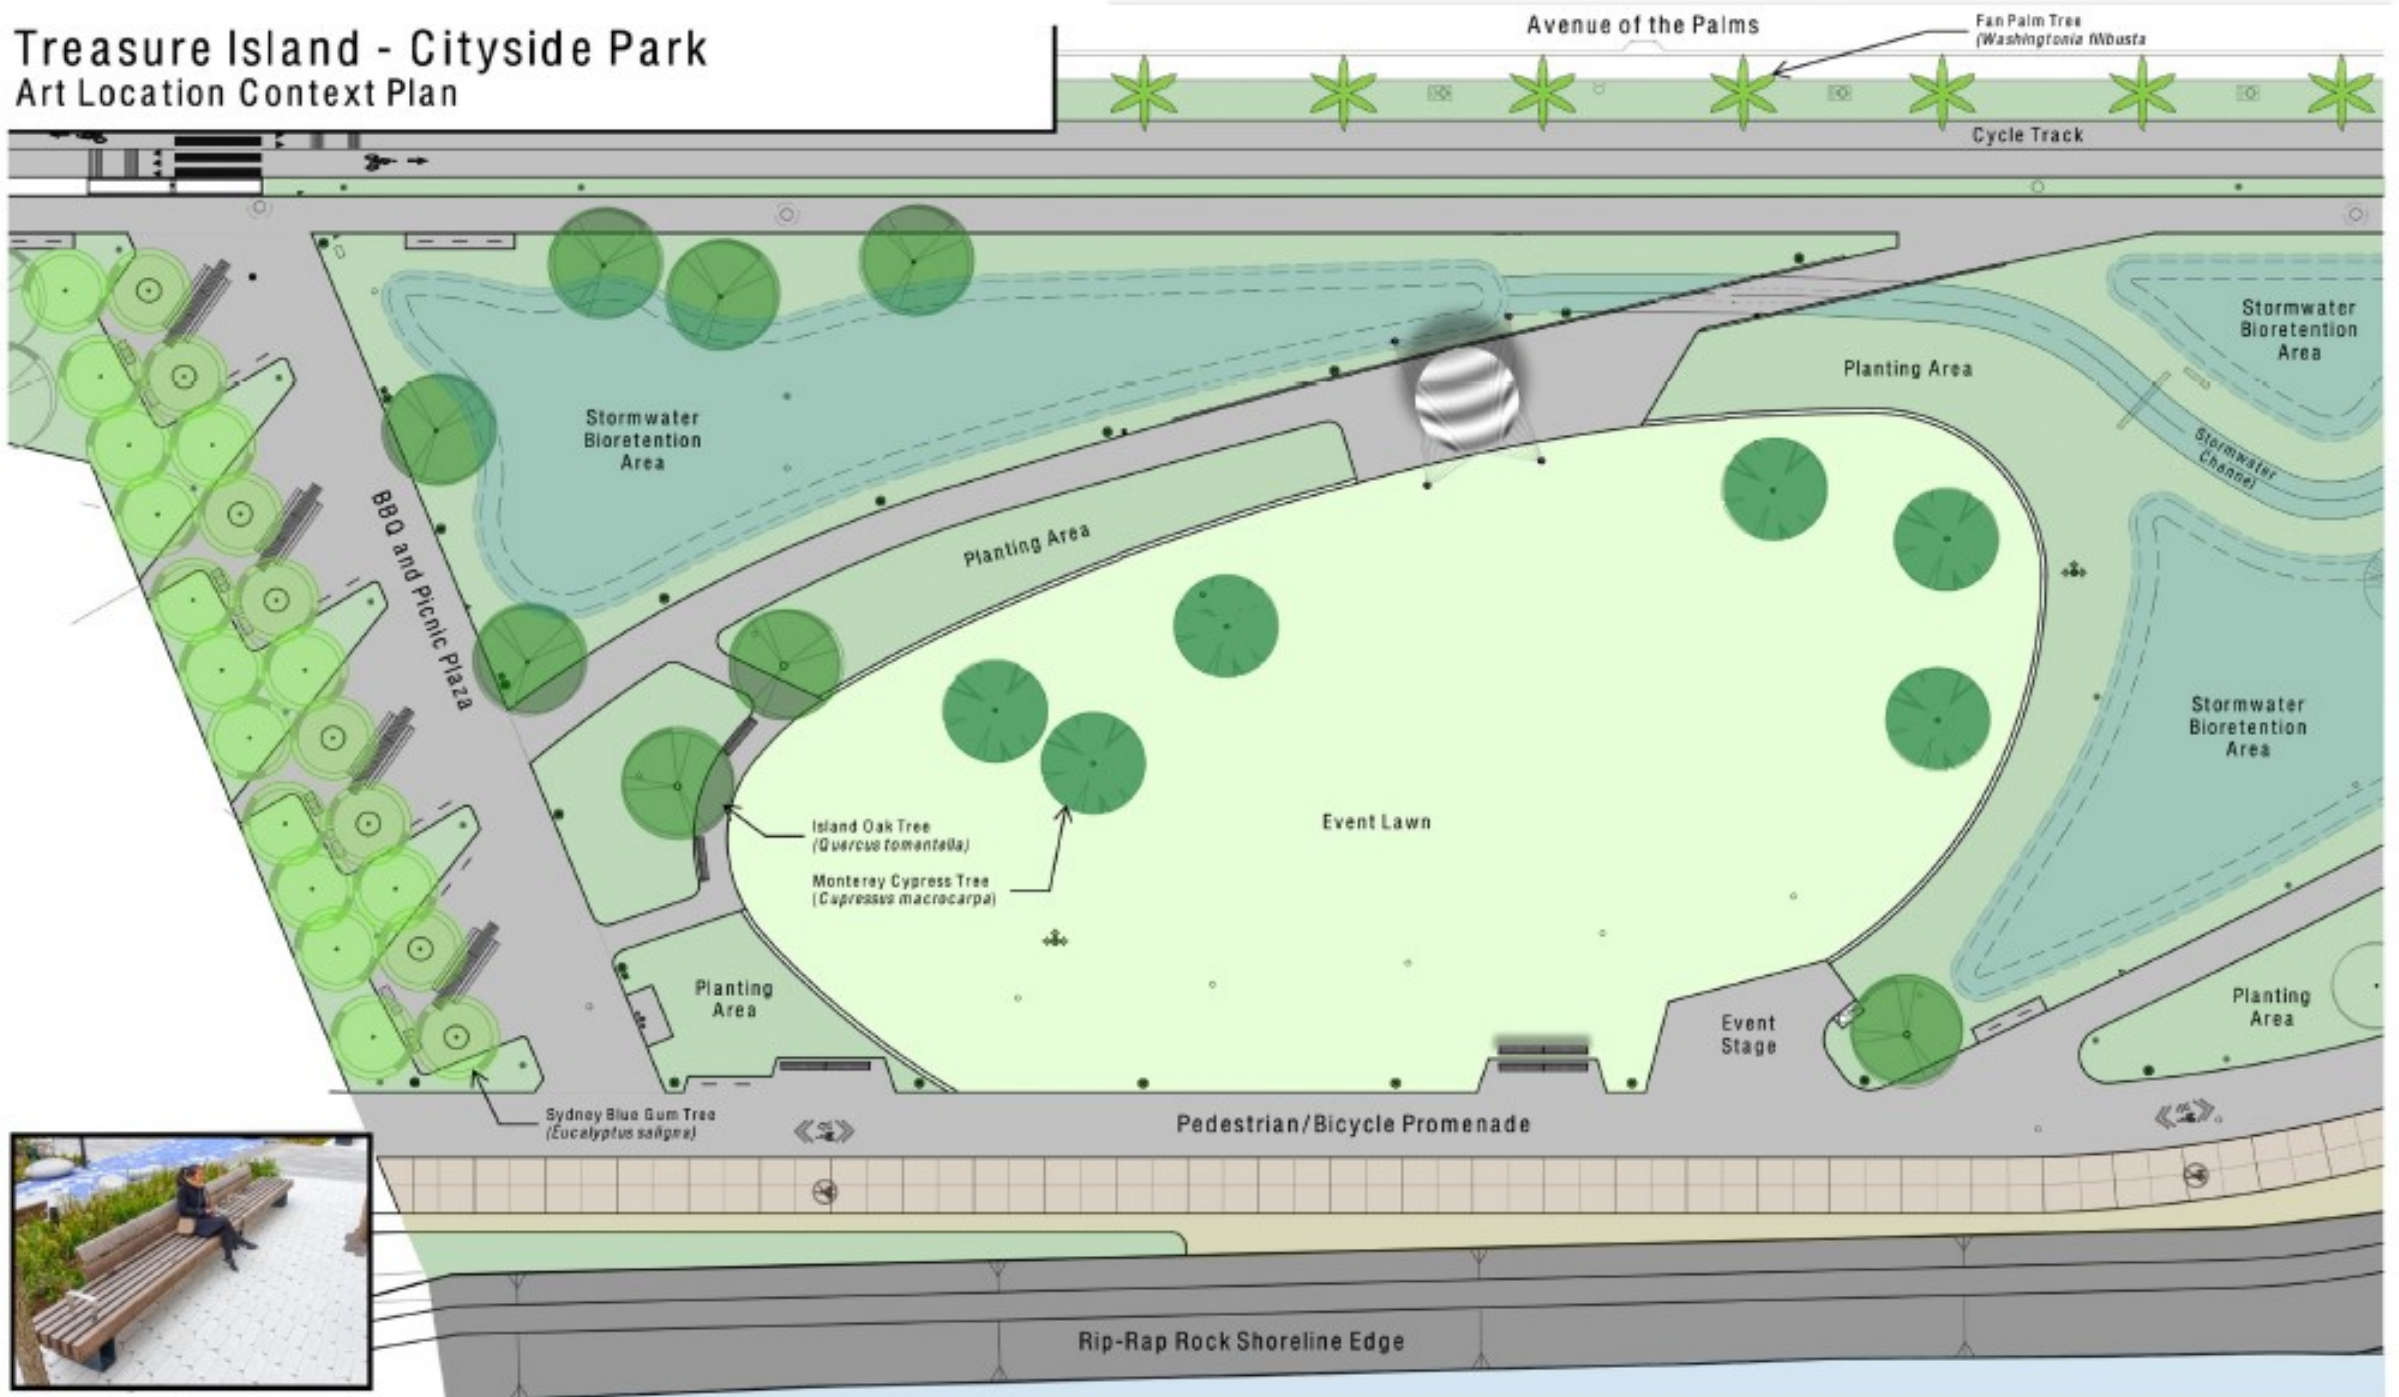 Treasure Island - Cityside Park
Art Location Context Plan
Avenue of the Palms
Fan Palm Tree
(Washingtonia filibusta
Cycle Track
Stormwater
Bioretention
Area
Planting Area
Stormwater
Channel
Stormwater
Bioretention
Area
BBQ and Picnic Plaza
Planting Area
Stormwater
Bioretention
Area
Event Lawn
Island Oak Tree
(Quercus tomentella)
Monterey Cypress Tree
(Cupressus macrocarpa)
Planting
Area
Event
Stage
Planting
Area
Sydney Blue Gum Tree
(Eucalyptus saligna)
Pedestrian/Bicycle Promenade
Rip-Rap Rock Shoreline Edge